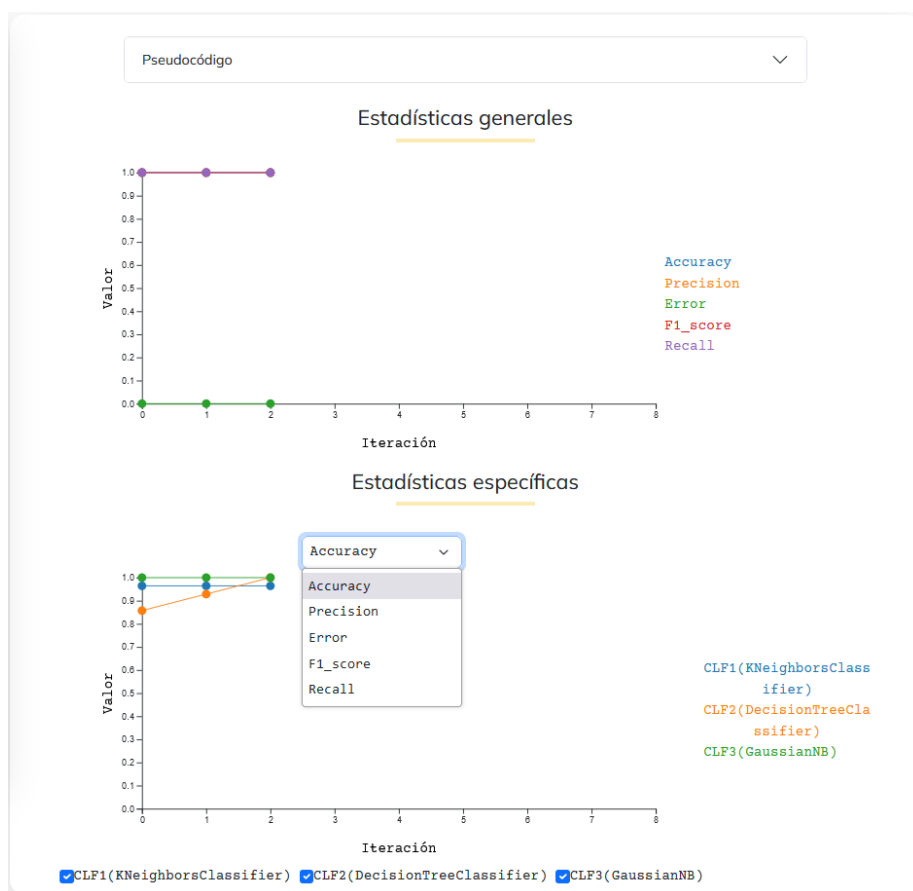 Pseudocódigo
Estadísticas generales
1.0
0.9
0.8
0.7
0.6
0.5
0.4
0.3
0.2
0.1
0.0
Valor
0 1 2 3 4 5 6 7 8
Iteración
Accuracy
Precision
Error
F1_score
Recall
Estadísticas específicas
Accuracy
Accuracy
Precision
Error
F1_score
Recall
1.0
0.9
0.8
0.7
0.6
0.5
0.4
0.3
0.2
0.1
0.0
Valor
0 1 2 3 4 5 6 7 8
Iteración
CLF1(KNeighborsClass
ifier)
CLF2(DecisionTreeCla
ssifier)
CLF3(GaussianNB)
CLF1(KNeighborsClassifier) CLF2(DecisionTreeClassifier) CLF3(GaussianNB)